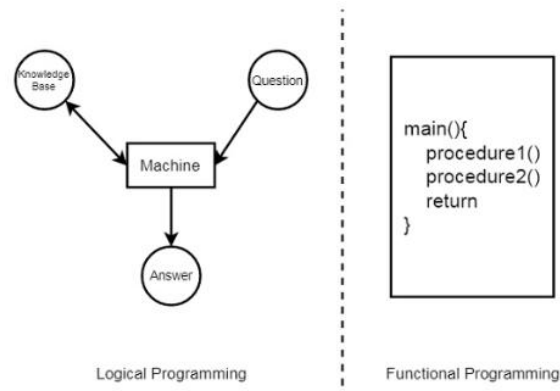 Knowledge
Base
Question
Machine
Answer
Logical Programming
main(){
procedure1()
procedure2()
return
}
Functional Programming